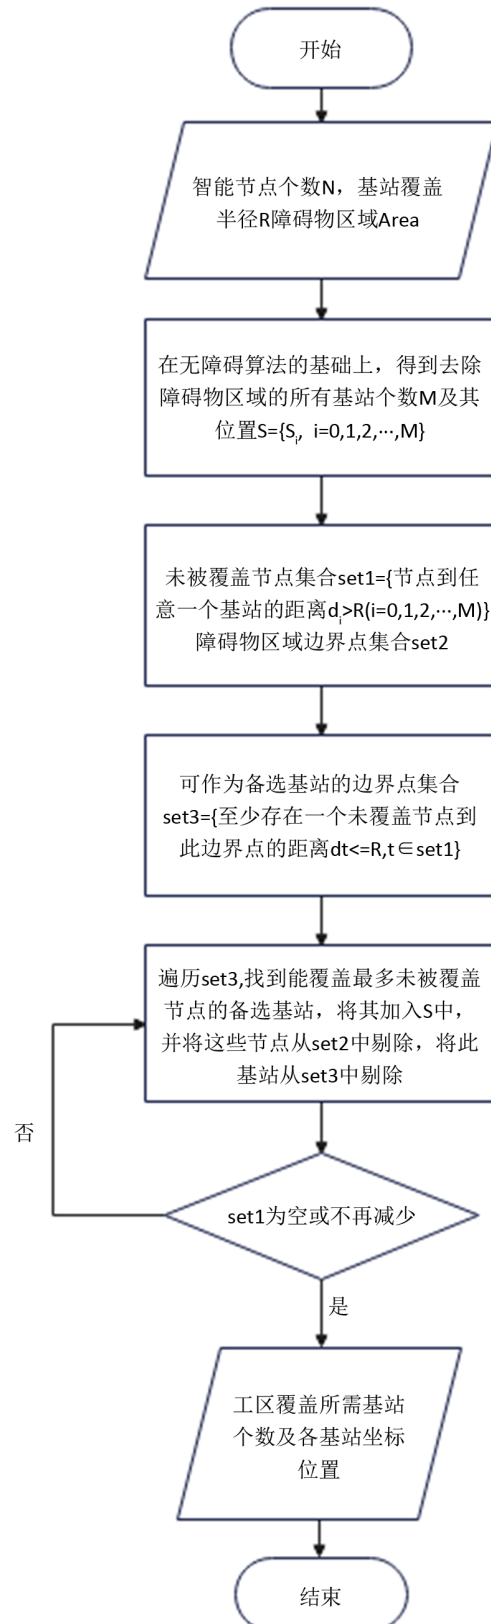 开始
智能节点个数N，基站覆盖
半径R障碍物区域Area
在无障碍算法的基础上，得到去除
障碍物区域的所有基站个数M及其
位置S={Si, i=0,1,2,···,M}
未被覆盖节点集合set1={节点到任
意一个基站的距离di>R(i=0,1,2,···,M)}
障碍物区域边界点集合set2
可作为备选基站的边界点集合
set3={至少存在一个未覆盖节点到
此边界点的距离dt<=R,t∈set1}
遍历set3,找到能覆盖最多未被覆盖
节点的备选基站，将其加入S中，
并将这些节点从set2中剔除，将此
基站从set3中剔除
否
set1为空或不再减少
是
工区覆盖所需基站
个数及各基站坐标
位置
结束